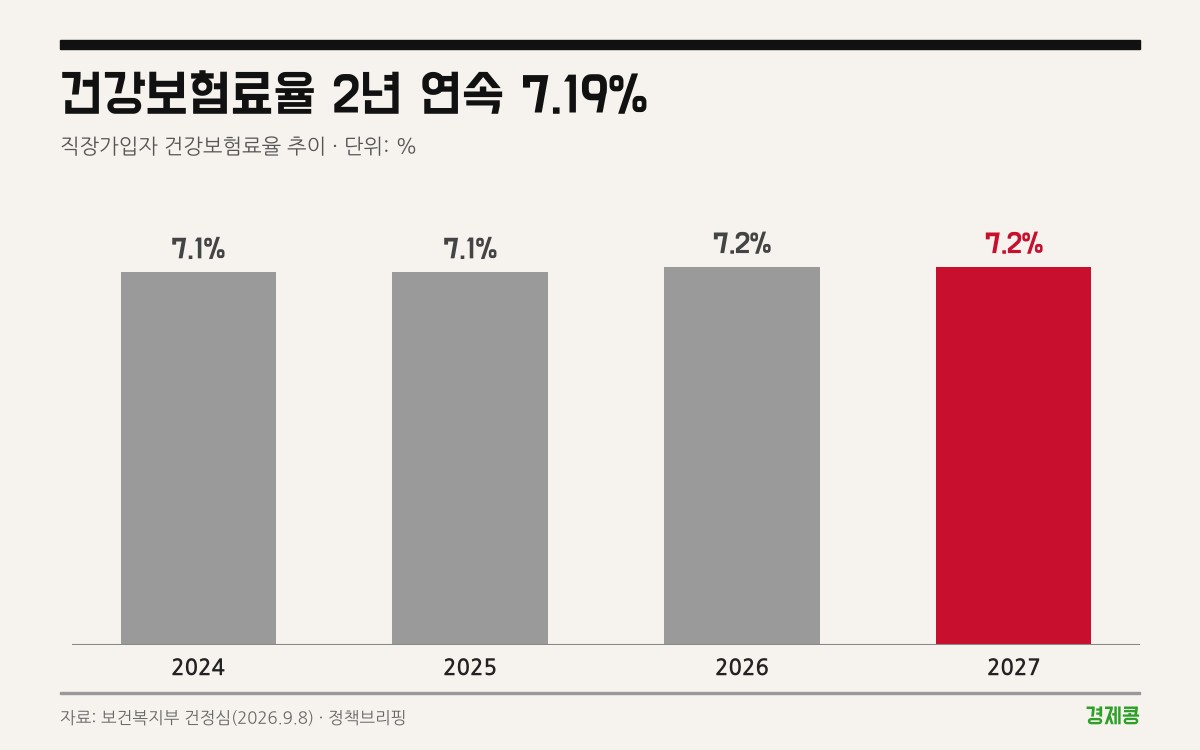 건강보험료율 2년 연속 7.19%
직장가입자 건강보험료율 추이 · 단위: %
7.1%
7.1%
7.2%
7.2%
2024
2025
2026
2027
자료: 보건복지부 건정심(2026.9.8) · 정책브리핑
경제콩